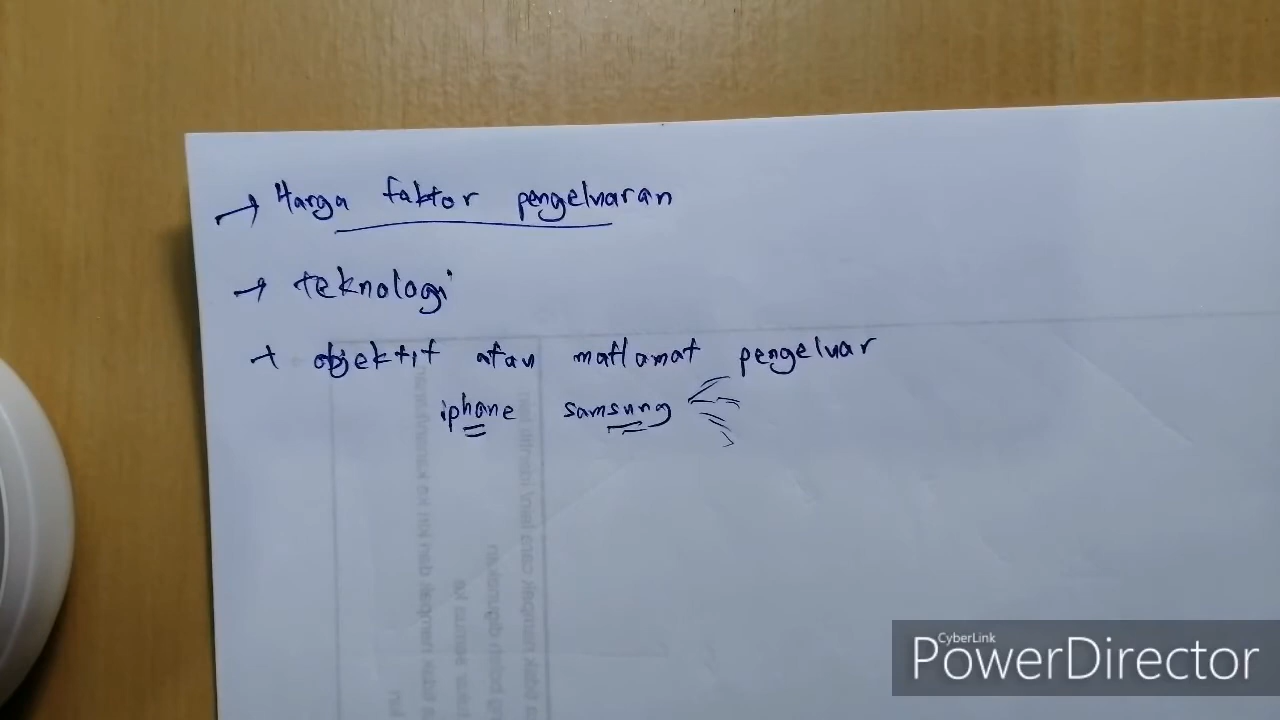 → Harga faktor pengeluaran
→ teknologi
+ objektif atau matlamat pengeluar
iphone samsung
CyberLink
PowerDirector